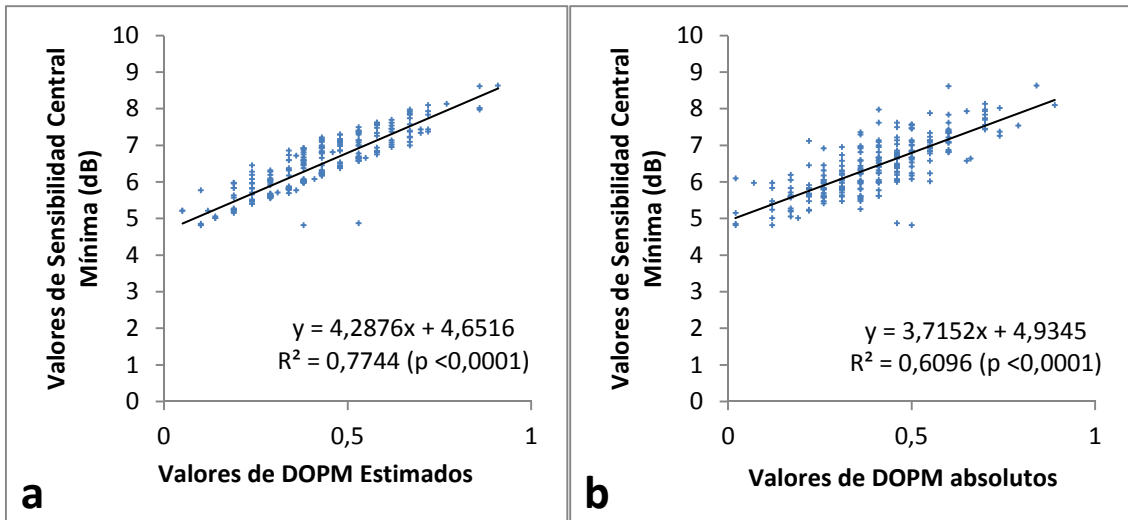 Valores de Sensibilidad Central
Mínima (dB)
10
9
8
7
6
5
4
3
2
1
0
y = 4,2876x + 4,6516
R² = 0,7744 (p <0,0001)
0
0,5
1
Valores de DOPM Estimados
a
Valores de Sensibilidad Central
Mínima (dB)
10
9
8
7
6
5
4
3
2
1
0
y = 3,7152x + 4,9345
R² = 0,6096 (p <0,0001)
0
0,5
1
Valores de DOPM absolutos
b